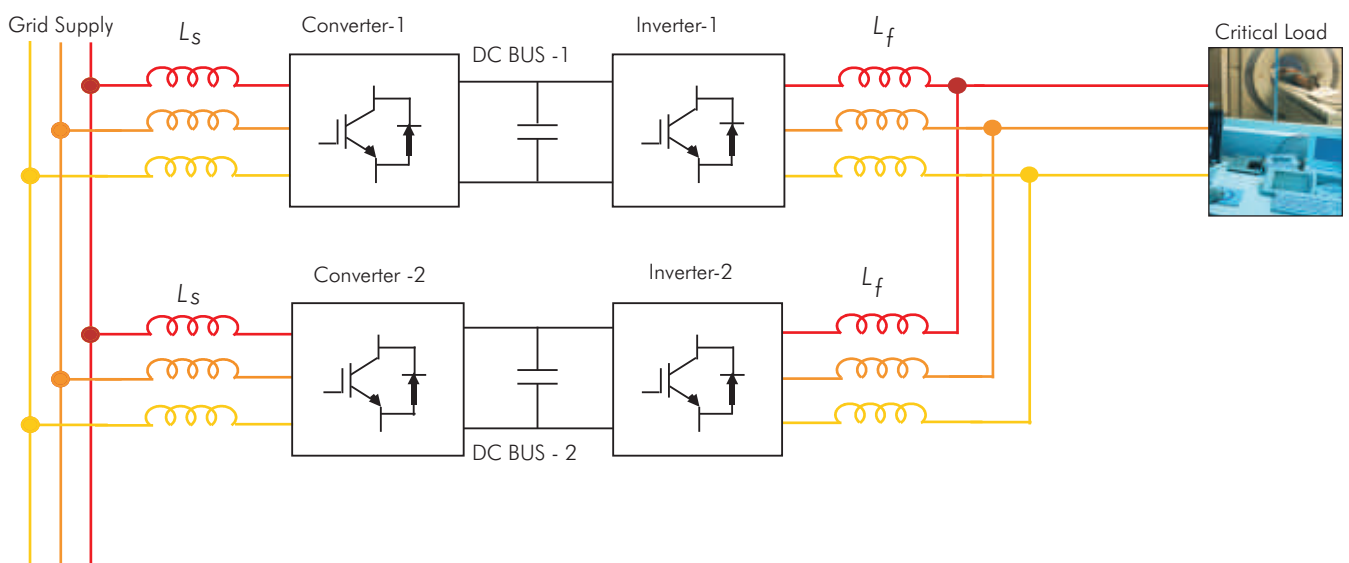 Grid Supply
Ls
Converter-1
DC BUS -1
Inverter-1
Lf
Critical Load
Ls
Converter -2
DC BUS - 2
Inverter-2
Lf